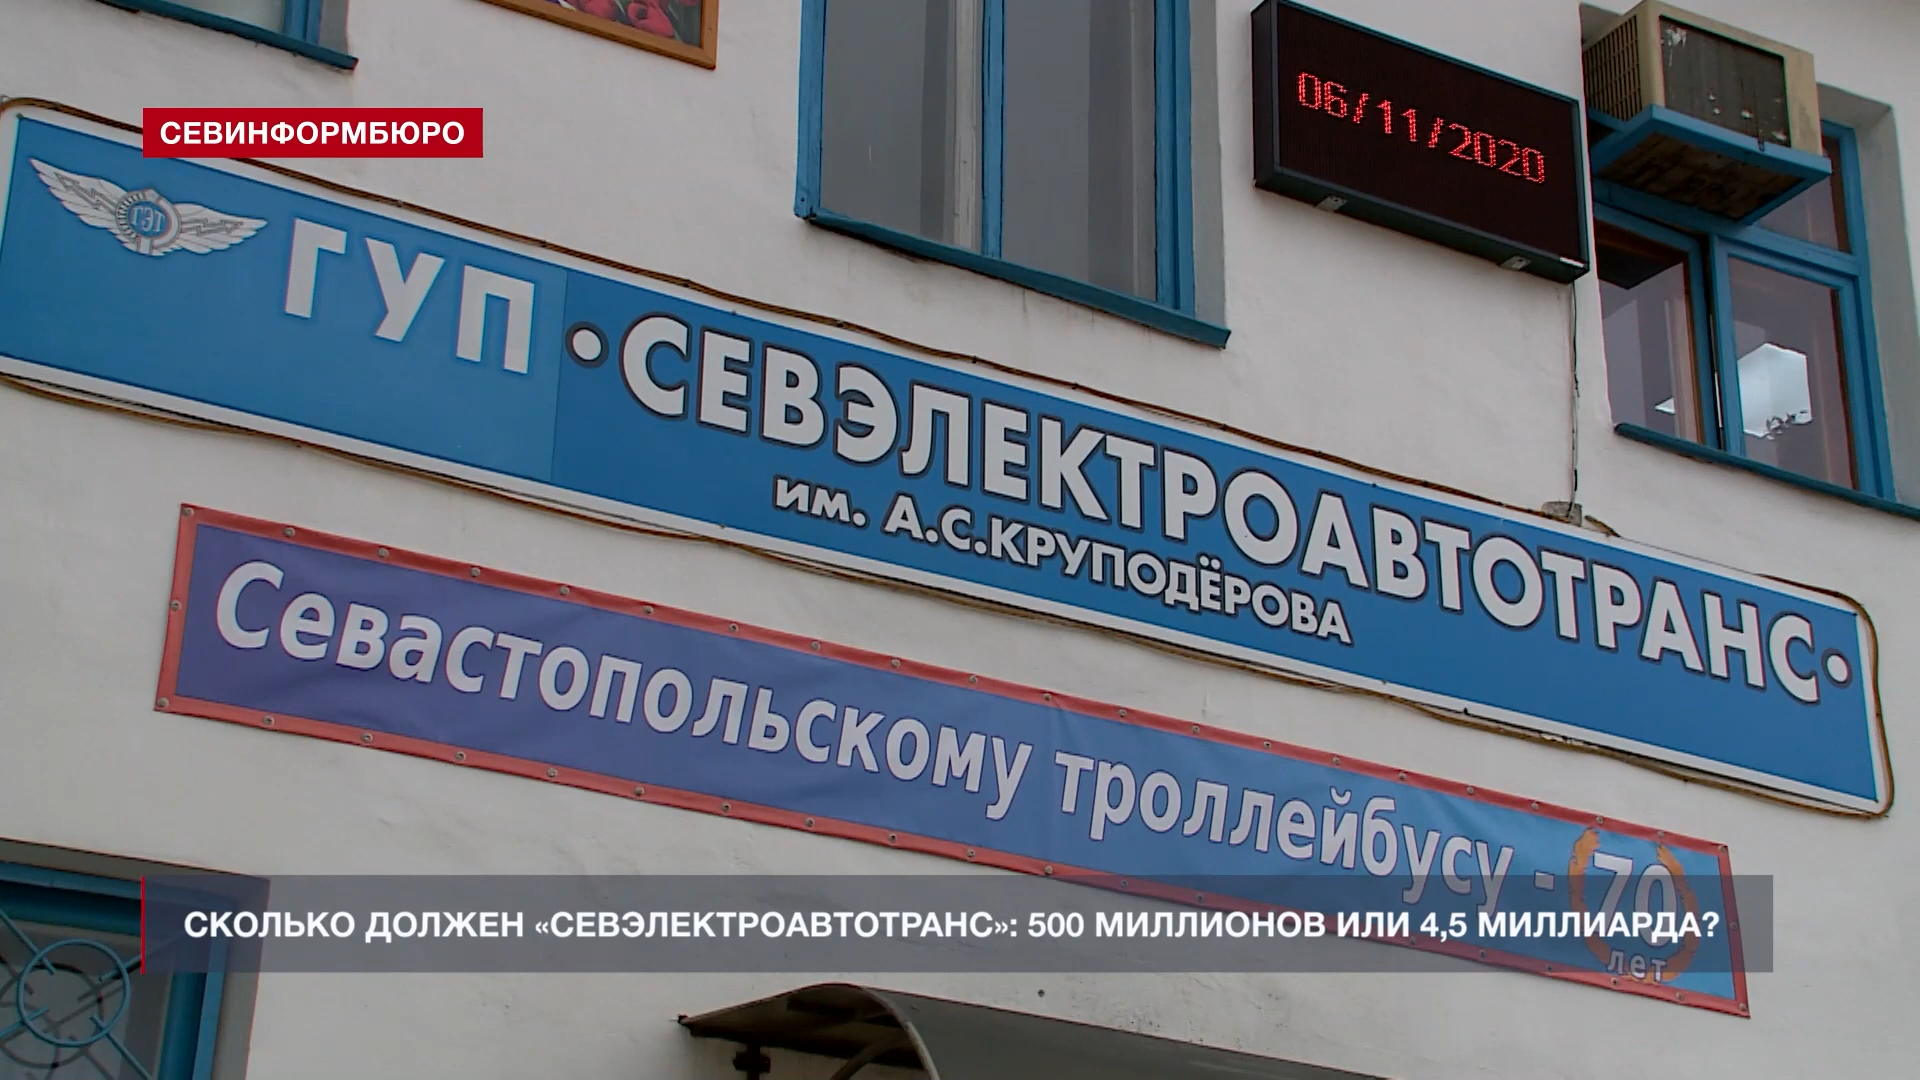 СЕВИНФОРМБЮРО
06/11/2020
ГЭТ
ГУП •СЕВЭЛЕКТРОАВТОТРАНС•
им. А.С.КРУПОДЁРОВА
Севастопольскому троллейбусу - 70
лет
СКОЛЬКО ДОЛЖЕН «СЕВЭЛЕКТРОАВТОТРАНС»: 500 МИЛЛИОНОВ ИЛИ 4,5 МИЛЛИАРДА?